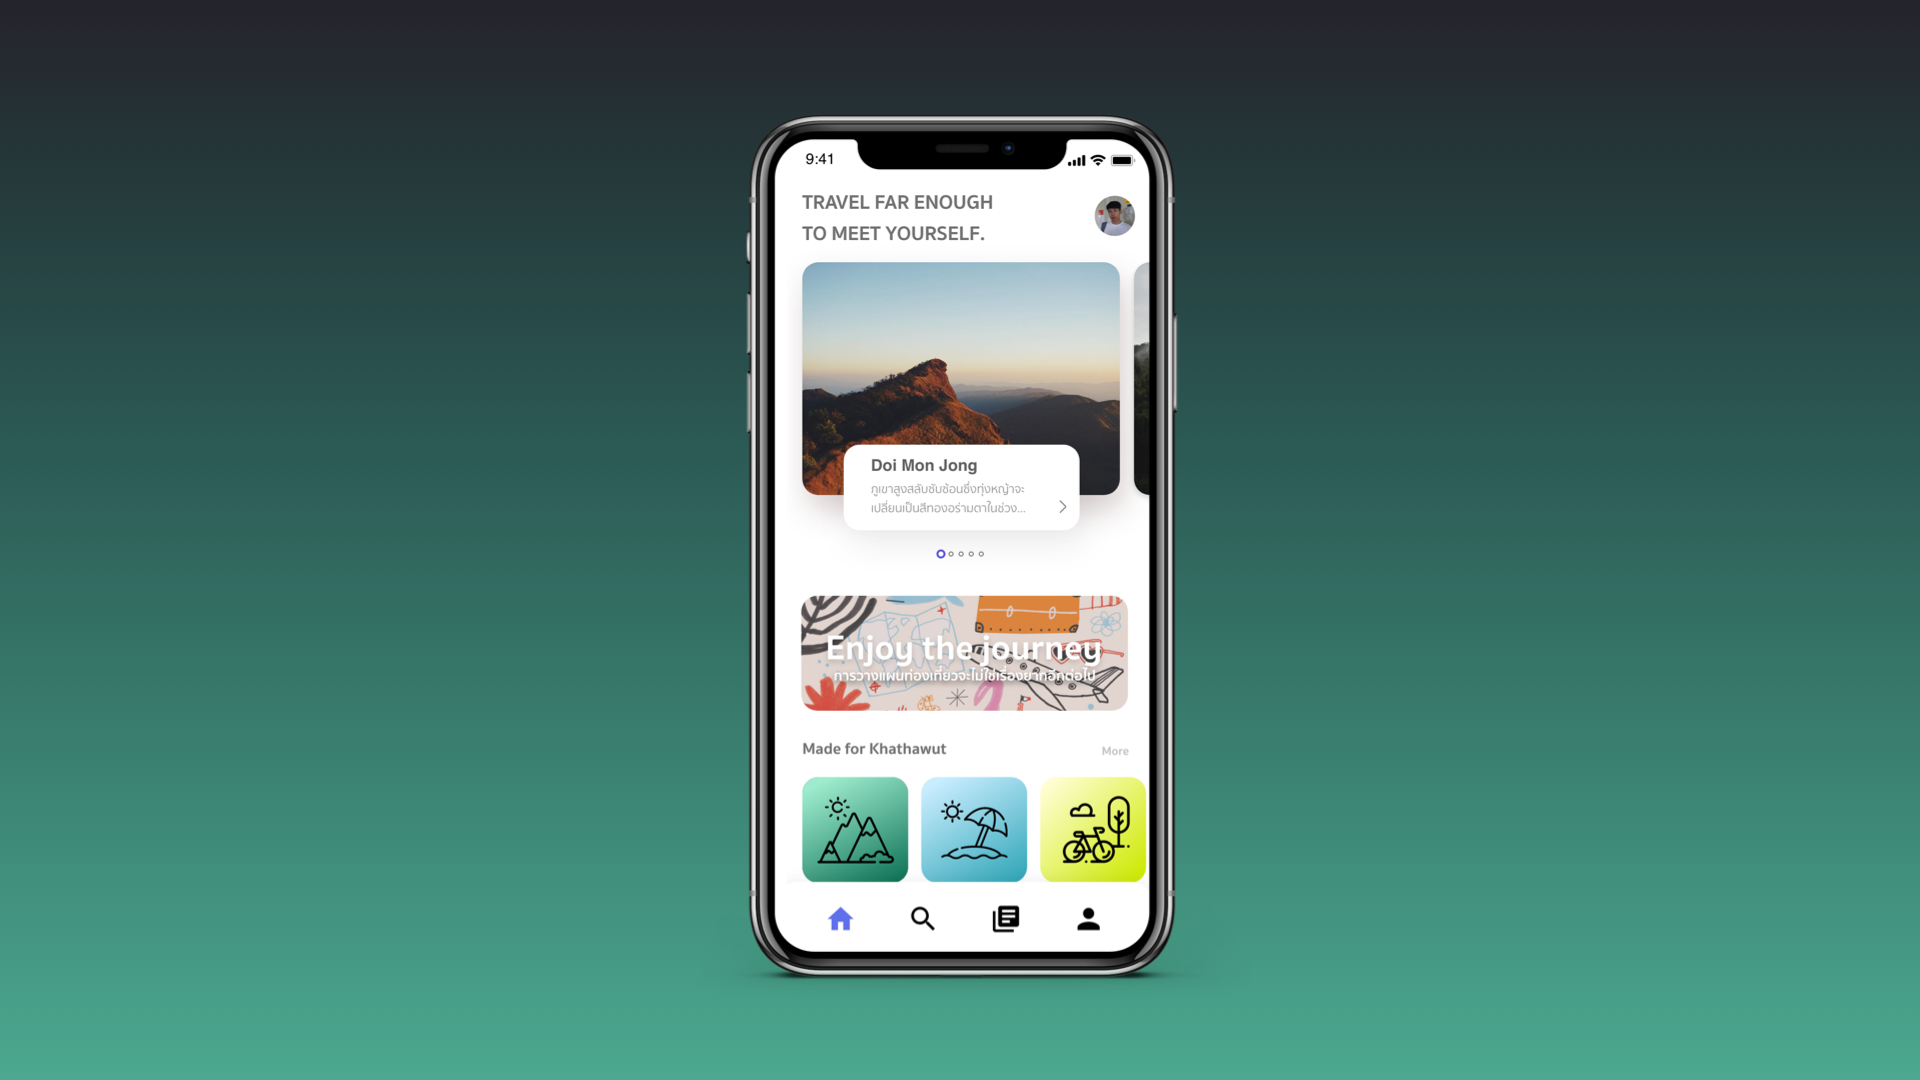 9:41
TRAVEL FAR ENOUGH
TO MEET YOURSELF.
Doi Mon Jong
ภูเขาสูงสลับซับซ้อนซึ่งทุ่งหญ้าจะ
เปลี่ยนเป็นสีทองอร่ามตาในช่วง...
Enjoy the journey
การวางแผนท่องเที่ยวจะไม่ใช่เรื่องยากอีกต่อไป
Made for Khathawut
More